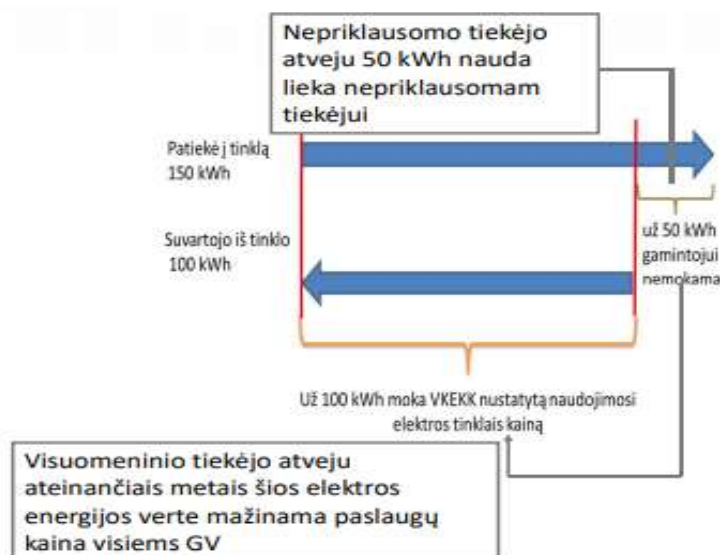 Nepriklausomo tiekėjo
atveju 50 kWh nauda
lieka nepriklausomam
tiekėjui
Patiekė į tinklą
150 kWh
Suvartojo iš tinklo
100 kWh
už 50 kWh
gamintojui
nemokama
Už 100 kWh moka VKEKK nustatytą naudojimosi
elektros tinklais kainą
Visuomeninio tiekėjo atveju
ateinančiais metais šios elektros
energijos verte mažinama paslaugų
kaina visiems GV